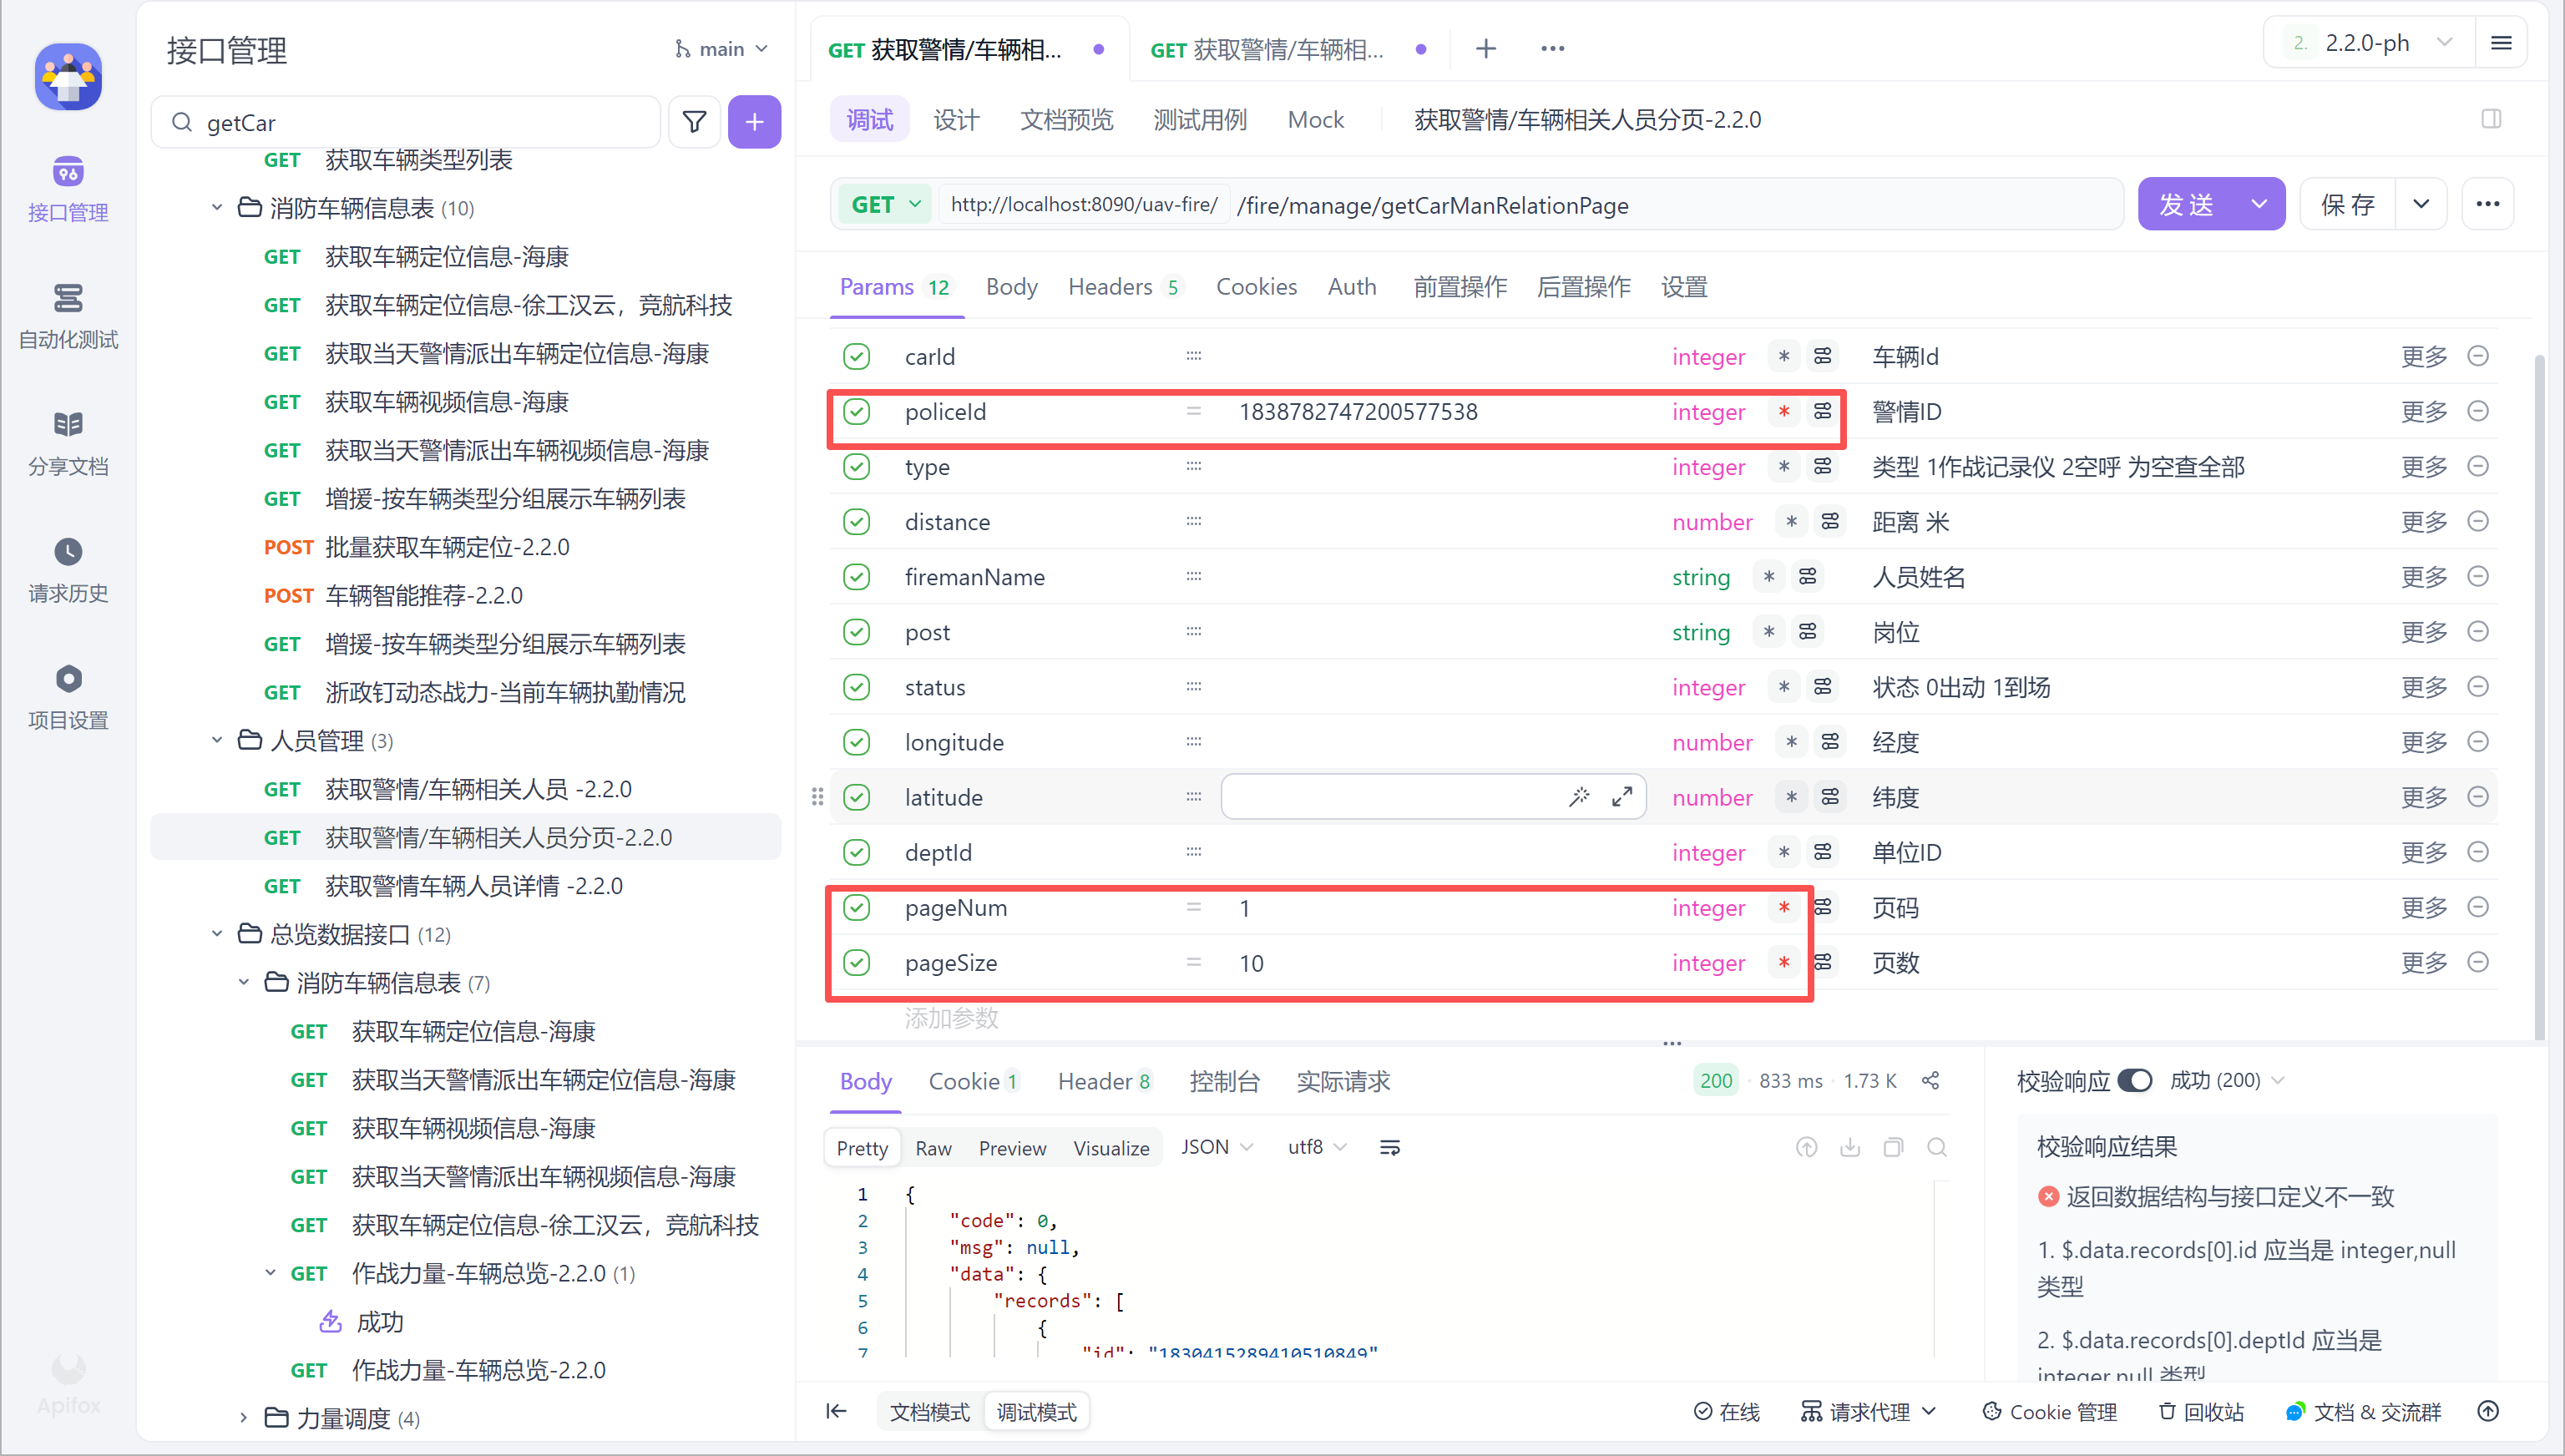 接口管理
main
getCar
接口管理
自动化测试
分享文档
请求历史
项目设置
Apifox
GET 获取车辆类型列表
消防车辆信息表 (10)
GET 获取车辆定位信息-海康
GET 获取车辆定位信息-徐工汉云，竞航科技
GET 获取当天警情派出车辆定位信息-海康
GET 获取车辆视频信息-海康
GET 获取当天警情派出车辆视频信息-海康
GET 增援-按车辆类型分组展示车辆列表
POST 批量获取车辆定位-2.2.0
POST 车辆智能推荐-2.2.0
GET 增援-按车辆类型分组展示车辆列表
GET 浙政钉动态战力-当前车辆执勤情况
人员管理 (3)
GET 获取警情/车辆相关人员 -2.2.0
GET 获取警情/车辆相关人员分页-2.2.0
GET 获取警情车辆人员详情 -2.2.0
总览数据接口 (12)
消防车辆信息表 (7)
GET 获取车辆定位信息-海康
GET 获取当天警情派出车辆定位信息-海康
GET 获取车辆视频信息-海康
GET 获取当天警情派出车辆视频信息-海康
GET 获取车辆定位信息-徐工汉云，竞航科技
GET 作战力量-车辆总览-2.2.0 (1)
成功
GET 作战力量-车辆总览-2.2.0
力量调度 (4)
GET 获取警情/车辆相...
GET 获取警情/车辆相...
2. 2.2.0-ph
调试 设计 文档预览 测试用例 Mock 获取警情/车辆相关人员分页-2.2.0
GET http://localhost:8090/uav-fire/ /fire/manage/getCarManRelationPage
发 送
保 存
Params 12 Body Headers 5 Cookies Auth 前置操作 后置操作 设置
carId integer * 车辆Id 更多
policeId = 1838782747200577538 integer * 警情ID 更多
type integer * 类型 1作战记录仪 2空呼 为空查全部 更多
distance number * 距离 米 更多
firemanName string * 人员姓名 更多
post string * 岗位 更多
status integer * 状态 0出动 1到场 更多
longitude number * 经度 更多
latitude number * 纬度 更多
deptId integer * 单位ID 更多
pageNum = 1 integer * 页码 更多
pageSize = 10 integer * 页数 更多
添加参数
Body Cookie 1 Header 8 控制台 实际请求
200 833 ms 1.73 K
Pretty Raw Preview Visualize JSON utf8
1 {
2 "code": 0,
3 "msg": null,
4 "data": {
5 "records": [
6 {
7 "id": "1830415289410510849"
校验响应 成功 (200)
校验响应结果
返回数据结构与接口定义不一致
1. $.data.records[0].id 应当是 integer,null
类型
2. $.data.records[0].deptId 应当是
integer,null 类型
文档模式 调试模式
在线 请求代理 Cookie 管理 回收站 文档 & 交流群